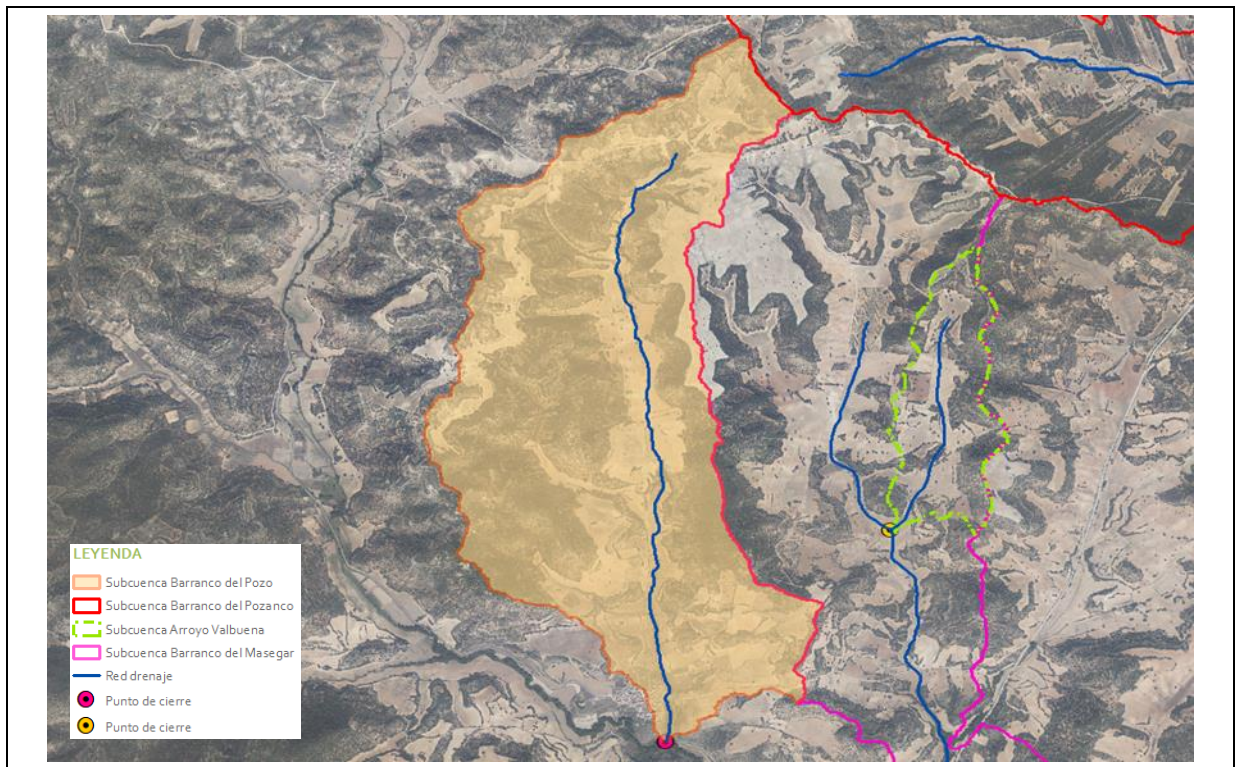 LEYENDA
Subcuenca Barranco del Pozo
Subcuenca Barranco del Pozanco
Subcuenca Arroyo Valbuena
Subcuenca Barranco del Masegar
Red drenaje
Punto de cierre
Punto de cierre